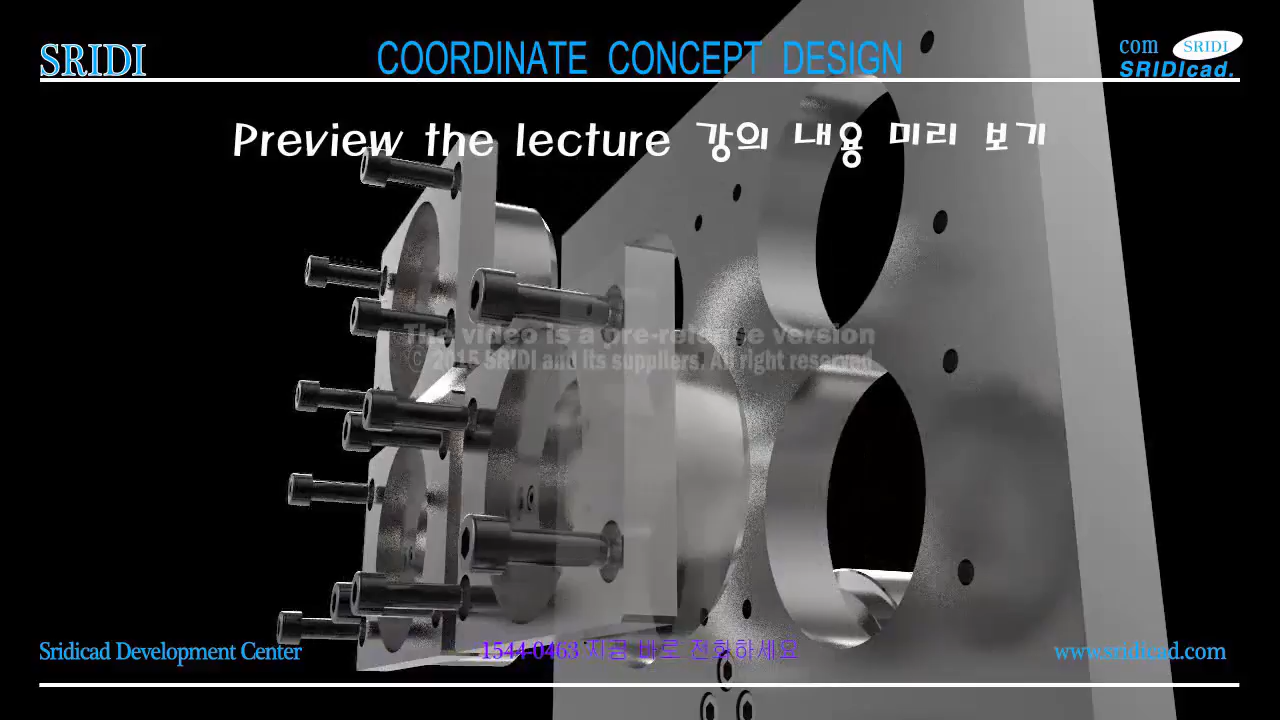 SRIDI
COORDINATE CONCEPT DESIGN
com SRIDI
SRIDIcad.
Preview the lecture 강의 내용 미리 보기
The video is a pre-release version
© 2015 SRIDI and its suppliers. All right reserved
Sridicad Development Center
1544-0463 지금 바로 전화하세요
www.sridicad.com